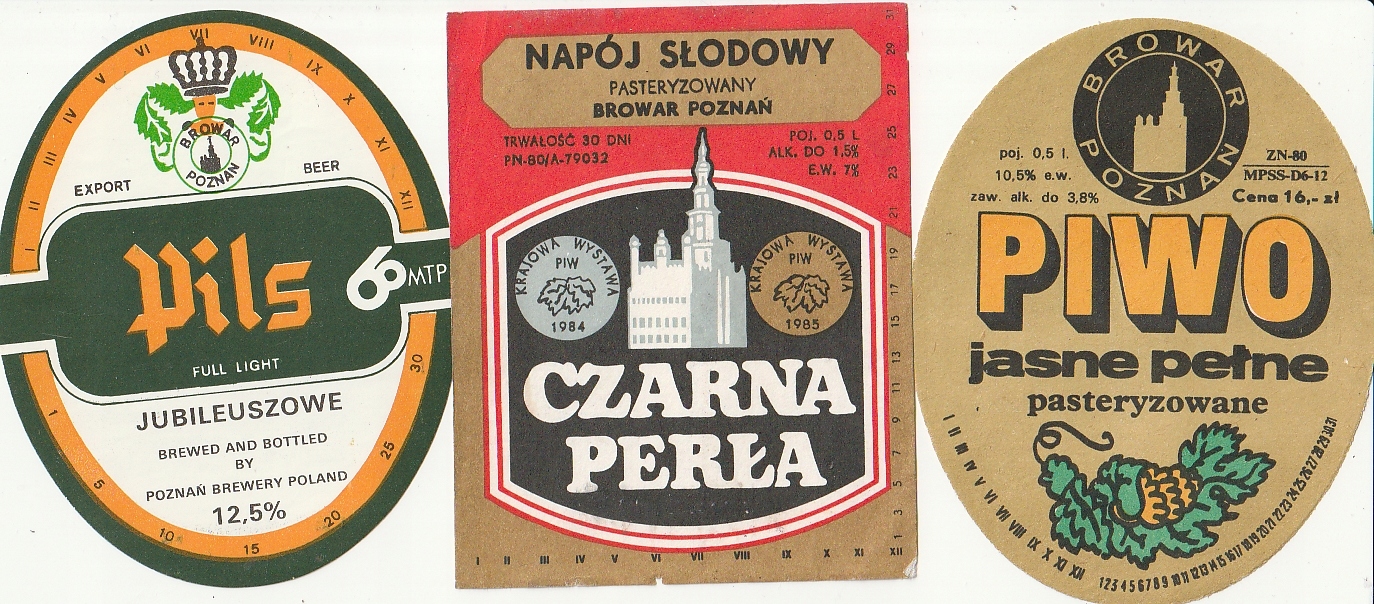 I II III IV V VI VII VIII IX X XI XII
BROWAR
POZNAŃ
EXPORT BEER
Pils
60 MTP
FULL LIGHT
JUBILEUSZOWE
BREWED AND BOTTLED
BY
POZNAŃ BREWERY POLAND
12,5%
1 5 10 15 20 25 30
NAPÓJ SŁODOWY
PASTERYZOWANY
BROWAR POZNAŃ
TRWAŁOŚĆ 30 DNI
PN-80/A-79032
POJ. 0,5 L
ALK. DO 1,5%
E.W. 7%
KRAJOWA WYSTAWA
PIW
1984
KRAJOWA WYSTAWA
PIW
1985
CZARNA
PERŁA
31 29 27 25 23 21 19 17 15 13 11 9 7 5 3 1
I II III IV V VI VII VIII IX X XI XII
BROWAR
POZNAŃ
poj. 0,5 l.
10,5% e.w.
zaw. alk. do 3,8%
ZN-80
MPSS-D6-12
Cena 16,- zł
PIWO
jasne pełne
pasteryzowane
I II III IV V VI VII VIII IX X XI XII
1 2 3 4 5 6 7 8 9 10 11 12 13 14 15 16 17 18 19 20 21 22 23 24 25 26 27 28 29 30 31